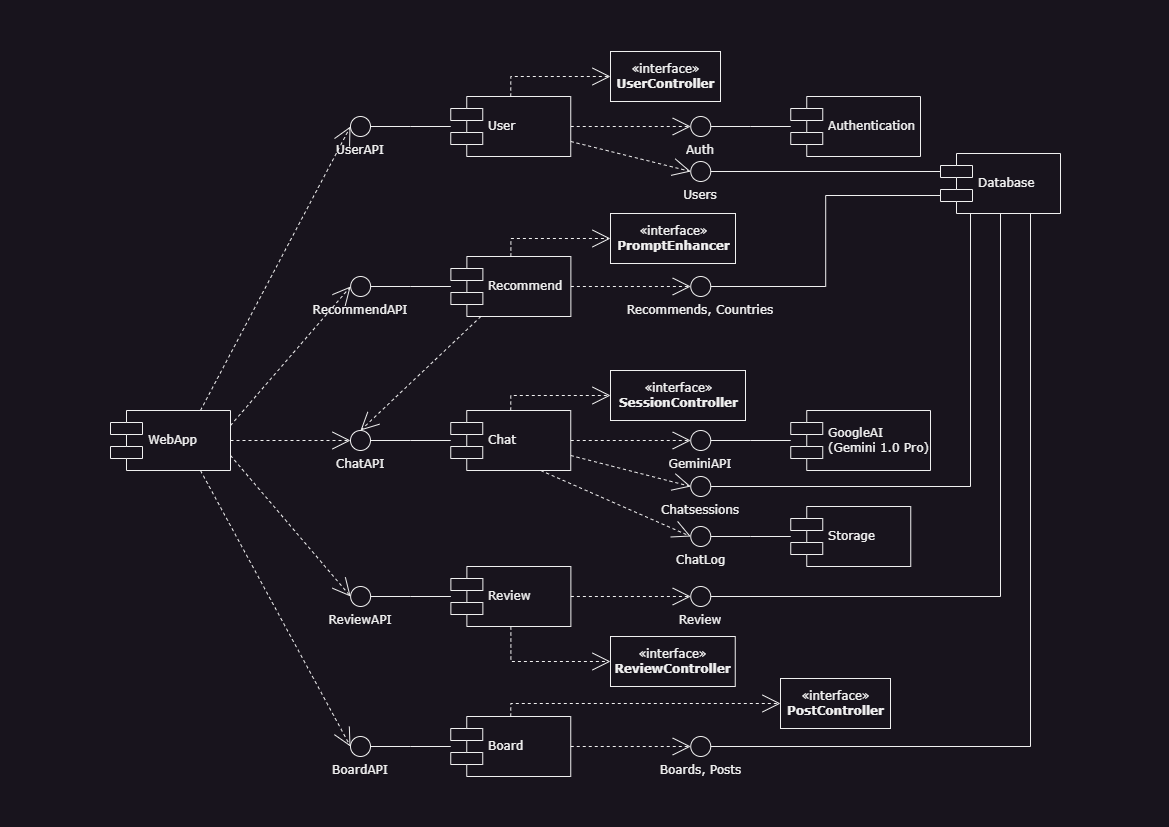 «interface»
UserController
User
Authentication
UserAPI
Auth
Database
Users
«interface»
PromptEnhancer
Recommend
RecommendAPI
Recommends, Countries
«interface»
SessionController
WebApp
Chat
GoogleAI
(Gemini 1.0 Pro)
ChatAPI
GeminiAPI
Chatsessions
Storage
ChatLog
Review
ReviewAPI
Review
«interface»
ReviewController
«interface»
PostController
Board
BoardAPI
Boards, Posts